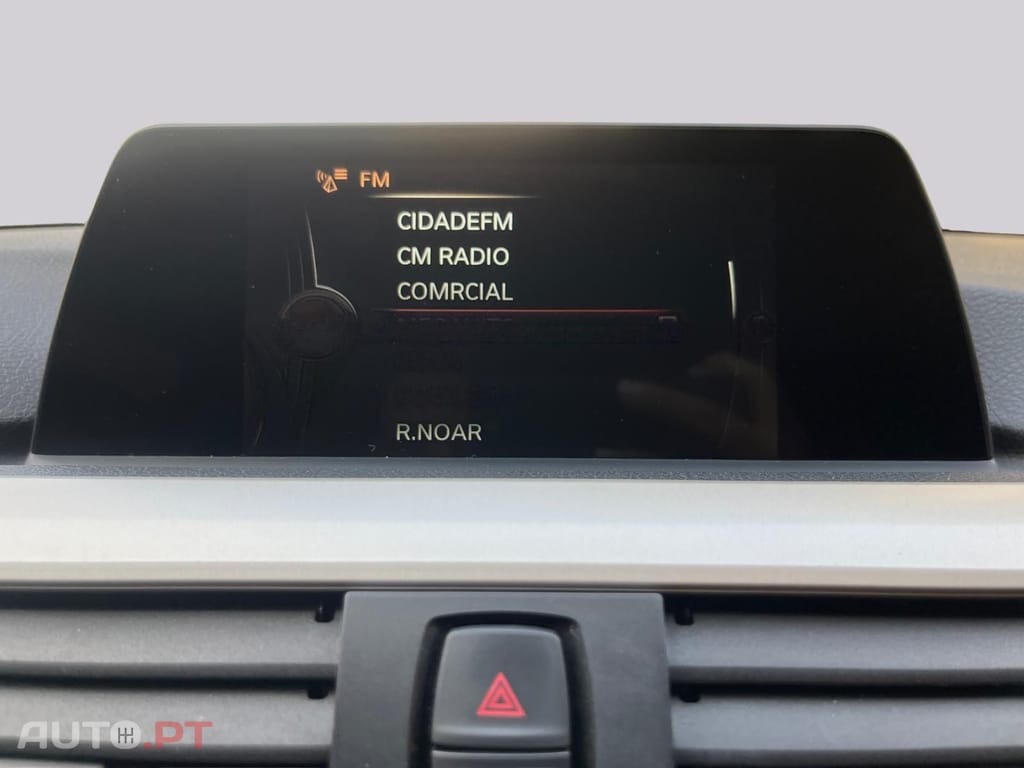 FM
CIDADEFM
CM RADIO
COMRCIAL
R.NOAR
AUTO.PT